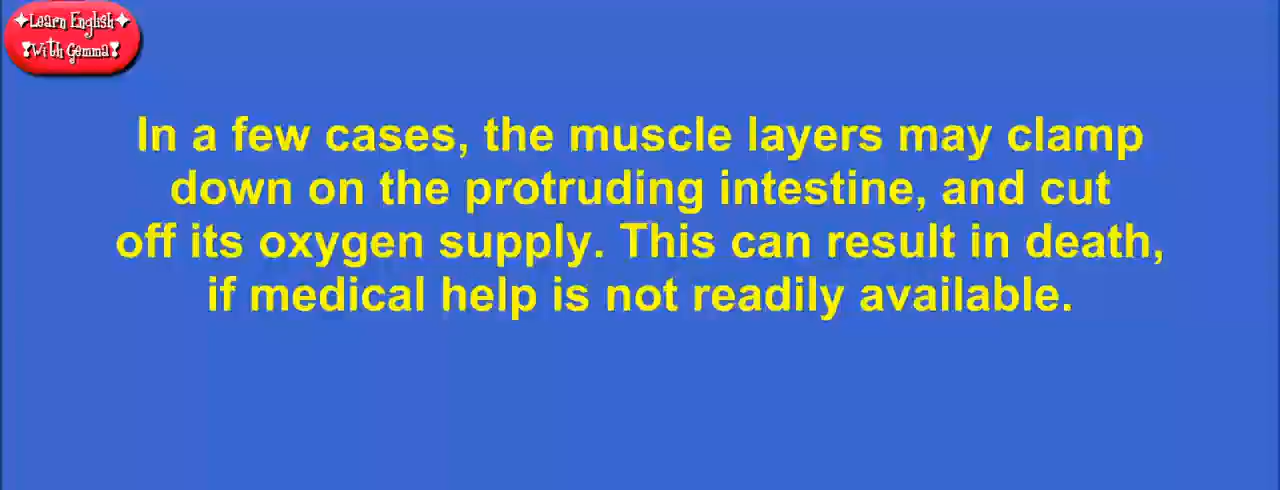 Learn English
With Gemma
In a few cases, the muscle layers may clamp
down on the protruding intestine, and cut
off its oxygen supply. This can result in death,
if medical help is not readily available.